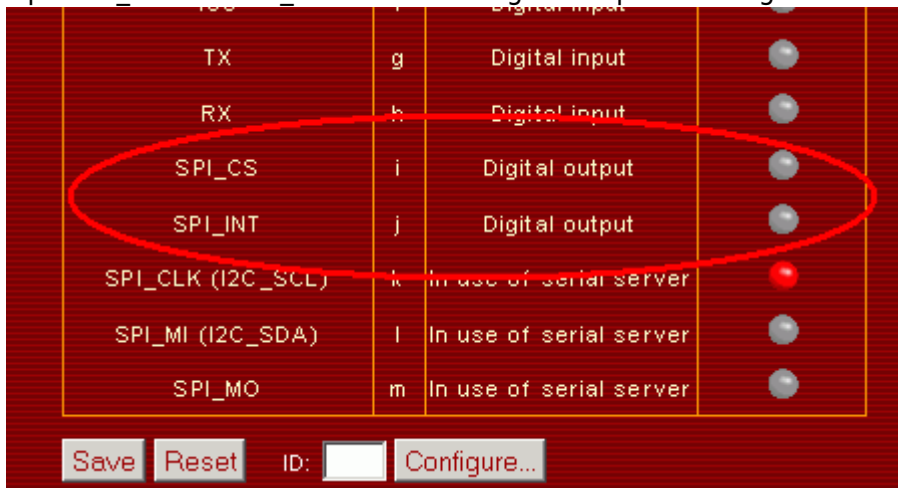 TX g Digital input
RX h Digital input
SPI_CS i Digital output
SPI_INT j Digital output
SPI_CLK (I2C_SCL) k In use of serial server
SPI_MI (I2C_SDA) l In use of serial server
SPI_MO m In use of serial server
Save Reset ID: Configure...